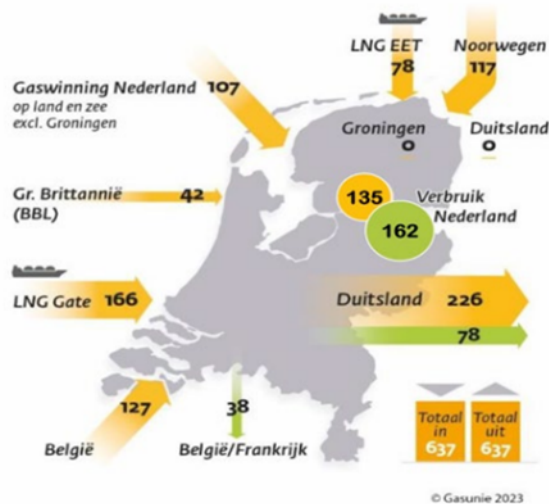 LNG EET
78
Noorwegen
117
Gaswinning Nederland
op land en zee
excl. Groningen
107
Groningen
0
Duitsland
0
Gr. Brittannië
(BBL)
42
135
162
Verbruik
Nederland
LNG Gate
166
Duitsland
226
78
127
België
38
België/Frankrijk
Totaal
in
637
Totaal
uit
637
© Gasunie 2023